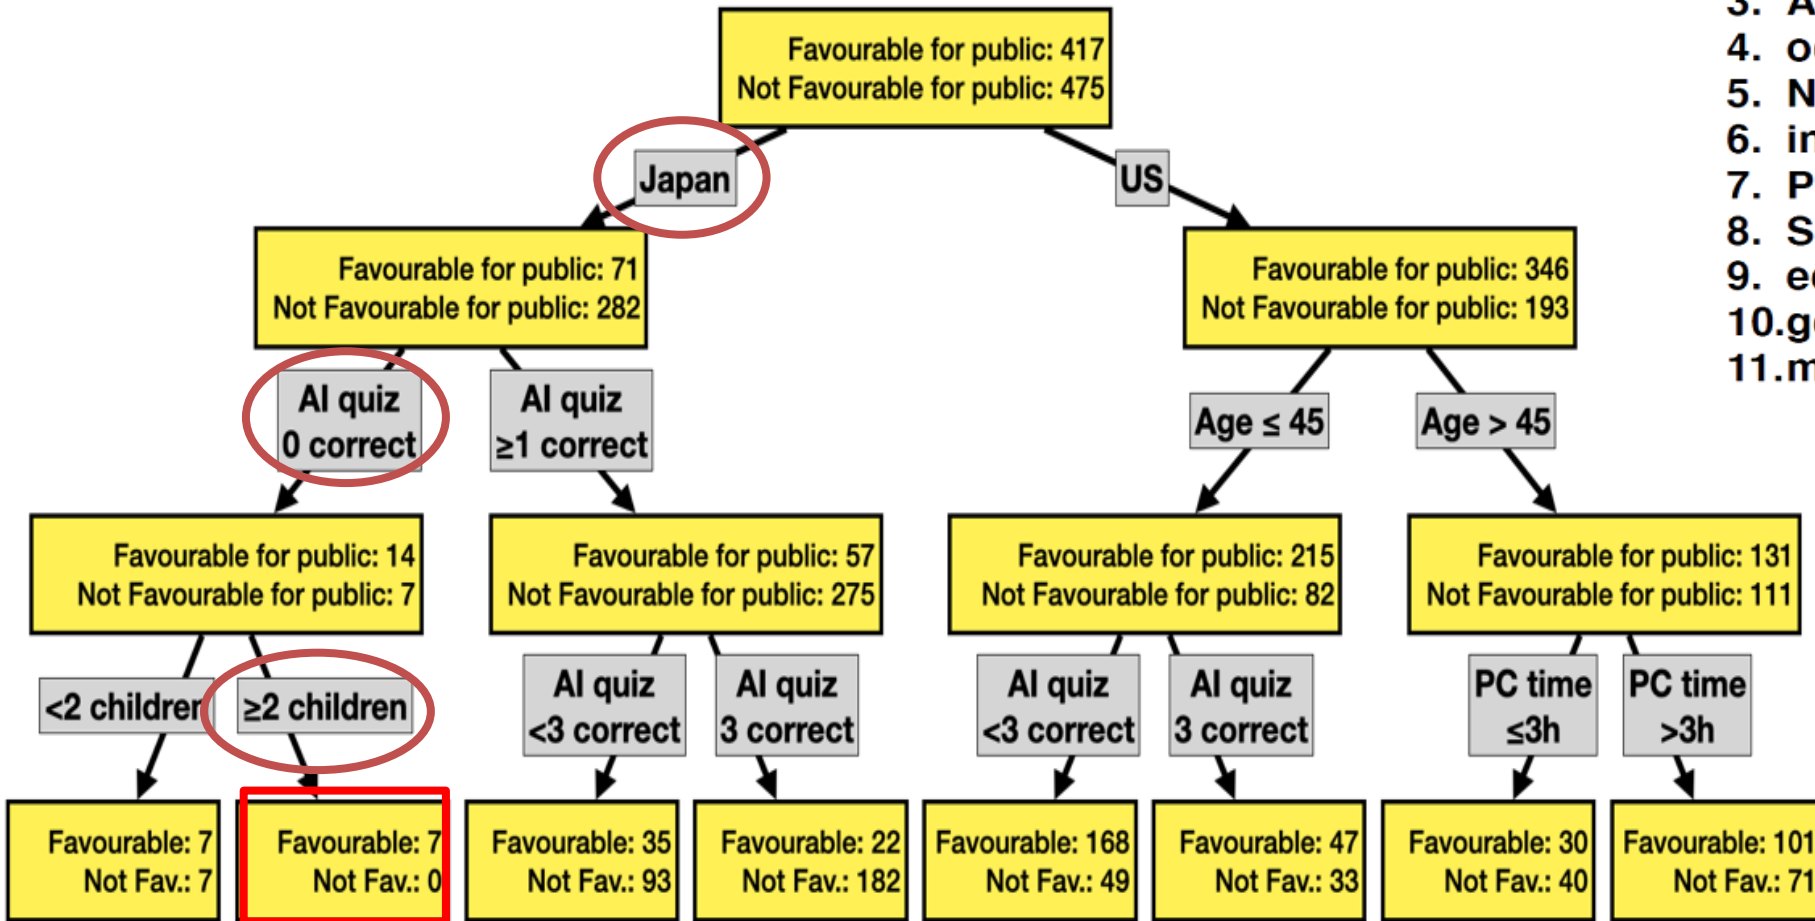 Favourable for public: 417
Not Favourable for public: 475
Japan
US
Favourable for public: 71
Not Favourable for public: 282
Favourable for public: 346
Not Favourable for public: 193
AI quiz
0 correct
AI quiz
≥1 correct
Age ≤ 45
Age > 45
Favourable for public: 14
Not Favourable for public: 7
Favourable for public: 57
Not Favourable for public: 275
Favourable for public: 215
Not Favourable for public: 82
Favourable for public: 131
Not Favourable for public: 111
<2 children
≥2 children
AI quiz
<3 correct
AI quiz
3 correct
AI quiz
<3 correct
AI quiz
3 correct
PC time
≤3h
PC time
>3h
Favourable: 7
Not Fav.: 7
Favourable: 7
Not Fav.: 0
Favourable: 35
Not Fav.: 93
Favourable: 22
Not Fav.: 182
Favourable: 168
Not Fav.: 49
Favourable: 47
Not Fav.: 33
Favourable: 30
Not Fav.: 40
Favourable: 101
Not Fav.: 71
3.
4.
5.
6.
7.
8.
9.
10.
11.